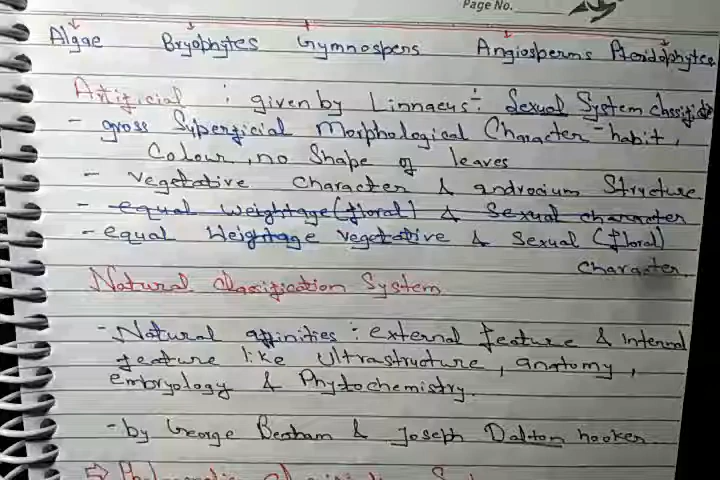 Page No.
Algae Bryophytes Gymnospers Angiosperms Pteridophytes
Artificial : given by Linnaeus - Sexual System classific
- gross Superficial Morphological Character - habit,
Colour, no Shape of leaves
- vegetative character & androcium Structure
- equal weightage (floral) & Sexual character
- equal Weightage vegetative & Sexual (floral)
character.
Natural classification System
- Natural affinities : external feature & internal
feature like Ultrastructure, anatomy,
embryology & Phytochemistry.
- by George Bentham & Joseph Dalton hooker